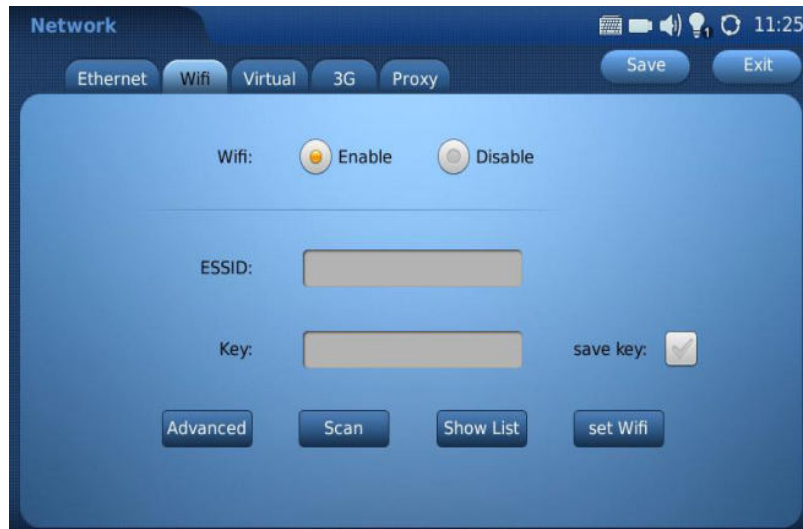 Network 11:25
Save Exit
Ethernet Wifi Virtual 3G Proxy
Wifi: Enable Disable
ESSID:
Key: save key:
Advanced Scan Show List set Wifi